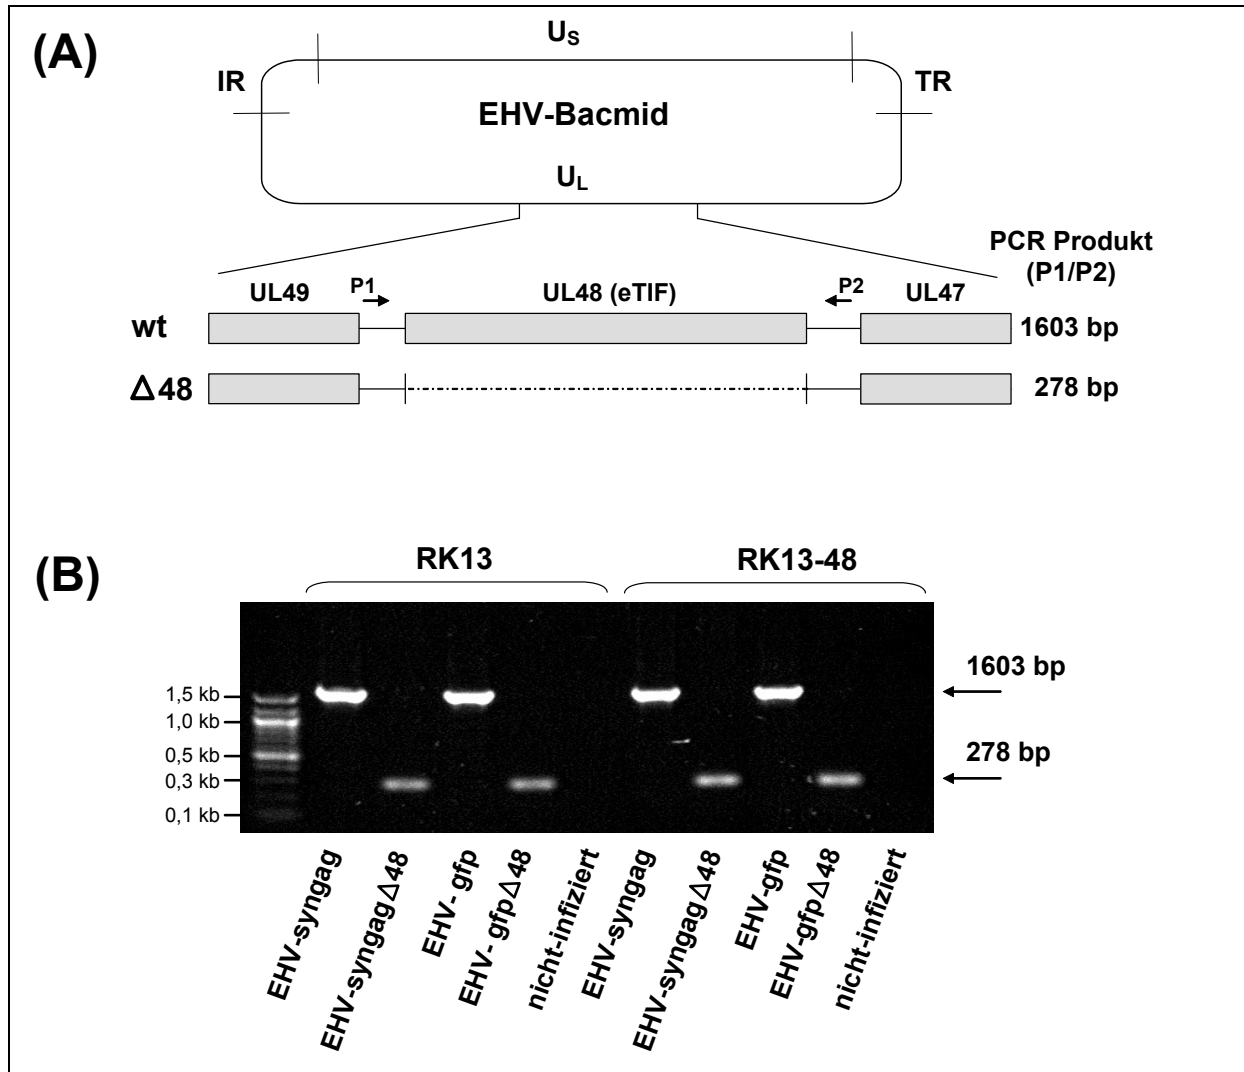 (A)
U_S
IR
TR
EHV-Bacmid
U_L
PCR Produkt
(P1/P2)
UL49
P1
UL48 (eTIF)
P2
UL47
wt
1603 bp
Δ48
278 bp
(B)
RK13
RK13-48
1603 bp
1,5 kb
1,0 kb
0,5 kb
278 bp
0,3 kb
0,1 kb
EHV-syngag
EHV-syngagΔ48
EHV- gfp
EHV- gfpΔ48
nicht-infiziert
EHV-syngag
EHV-syngagΔ48
EHV-gfp
EHV-gfpΔ48
nicht-infiziert